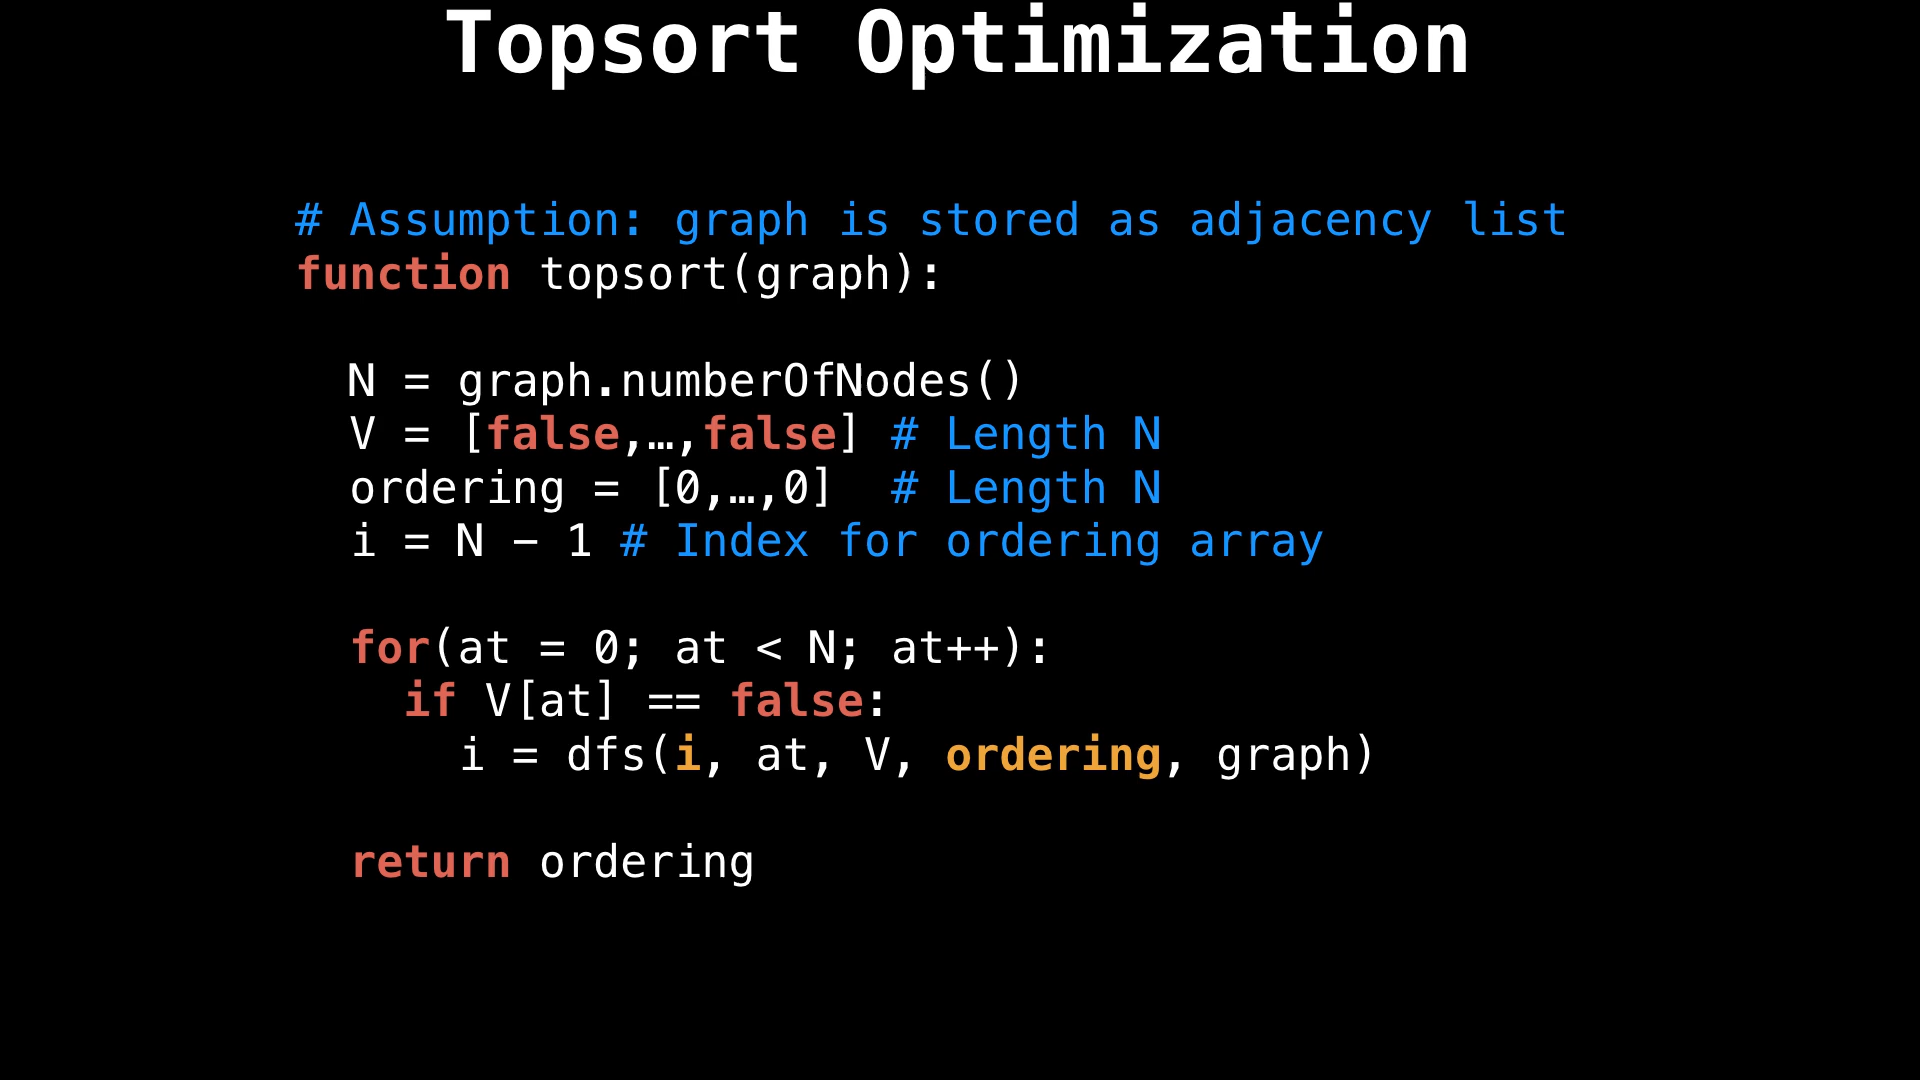 Topsort Optimization
# Assumption: graph is stored as adjacency list
function topsort(graph):
N = graph.numberOfNodes()
V = [false,…,false] # Length N
ordering = [0,…,0]  # Length N
i = N − 1 # Index for ordering array
for(at = 0; at < N; at++):
if V[at] == false:
i = dfs(i, at, V, ordering, graph)
return ordering